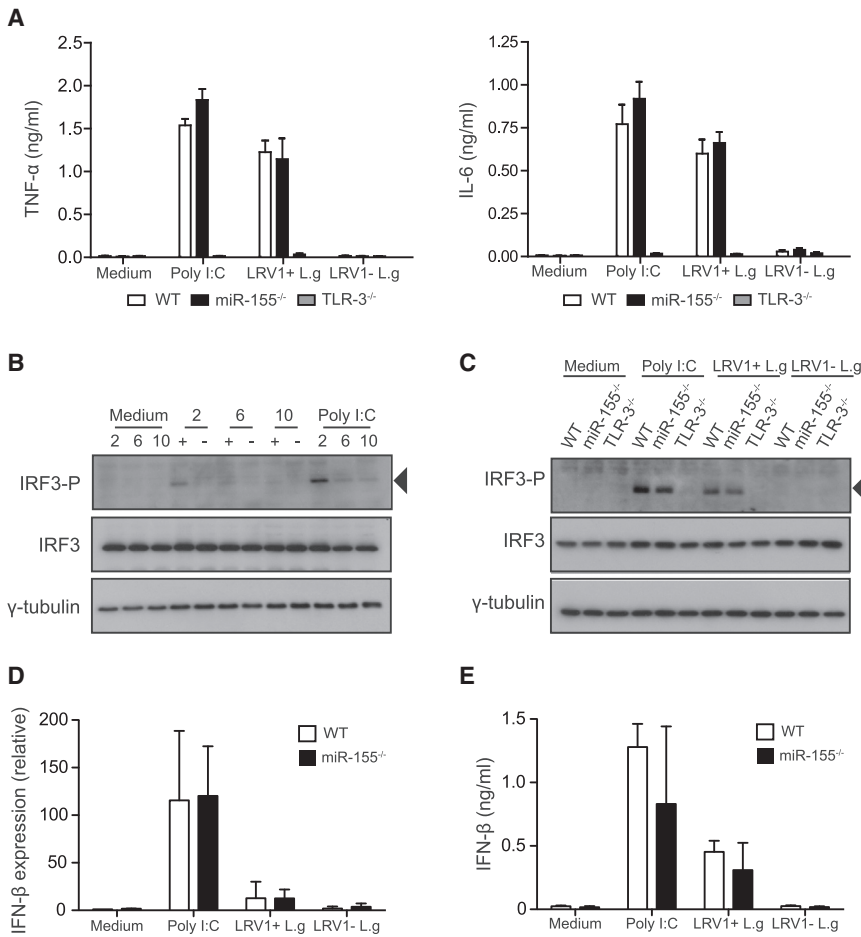 A
TNF-α (ng/ml)
2.5
2.0
1.5
1.0
0.5
0.0
Medium Poly I:C LRV1+ L.g LRV1- L.g
WT miR-155-/- TLR-3-/-
IL-6 (ng/ml)
1.25
1.00
0.75
0.50
0.25
0.00
Medium Poly I:C LRV1+ L.g LRV1- L.g
WT miR-155-/- TLR-3-/-
B
Medium 2 6 10 Poly I:C
2 6 10 + - + - + - 2 6 10
IRF3-P
IRF3
γ-tubulin
C
Medium Poly I:C LRV1+ L.g LRV1- L.g
WT miR-155-/- TLR-3-/- WT miR-155-/- TLR-3-/- WT miR-155-/- TLR-3-/- WT miR-155-/- TLR-3-/-
IRF3-P
IRF3
γ-tubulin
D
IFN-β expression (relative)
200
150
100
50
0
Medium Poly I:C LRV1+ L.g LRV1- L.g
WT
miR-155-/-
E
IFN-β (ng/ml)
1.5
1.0
0.5
0
Medium Poly I:C LRV1+ L.g LRV1- L.g
WT
miR-155-/-